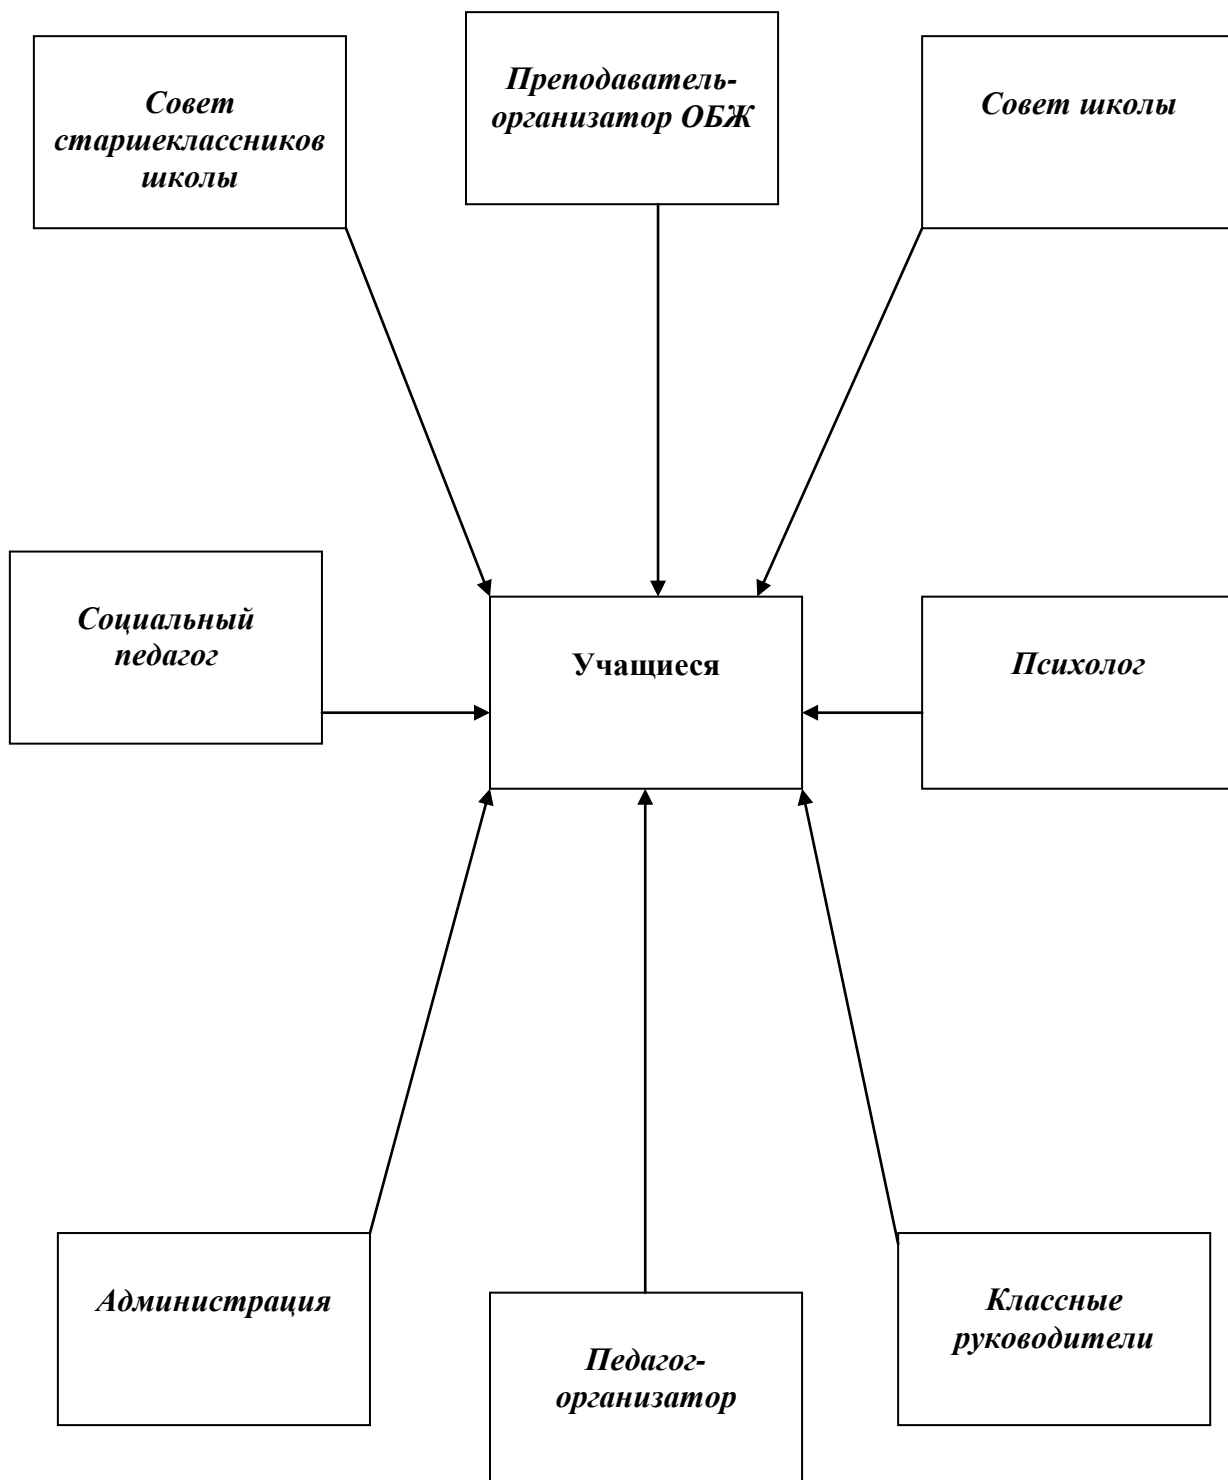 Совет
старшеклассников
школы
Преподаватель-
организатор ОБЖ
Совет школы
Социальный
педагог
Учащиеся
Психолог
Администрация
Педагог-
организатор
Классные
руководители